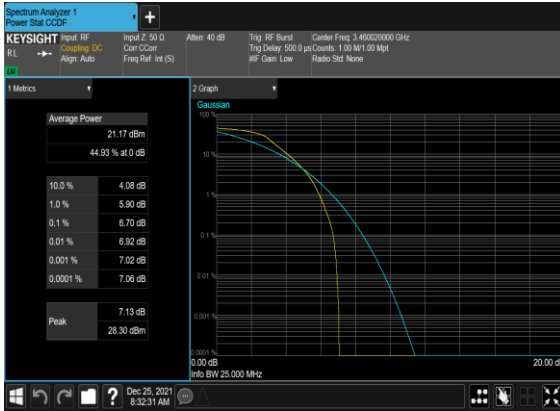 Spectrum Analyzer 1
Power Stat CCDF
+
KEYSIGHT
RL
Input: RF
Coupling: DC
Align: Auto
Input Z: 50 Ω
Corr CCorr
Freq Ref: Int (S)
Atten: 40 dB
Trig: RF Burst
Trig Delay: 500.0 µs
#IF Gain: Low
Center Freq: 3.460020000 GHz
Counts: 1.00 M/1.00 Mpt
Radio Std: None
1 Metrics
Average Power
21.17 dBm
44.93 % at 0 dB
10.0 % 4.08 dB
1.0 % 5.90 dB
0.1 % 6.70 dB
0.01 % 6.92 dB
0.001 % 7.02 dB
0.0001 % 7.06 dB
Peak
7.13 dB
28.30 dBm
2 Graph
Gaussian
100 %
10 %
1 %
0.1 %
0.01 %
0.001 %
0.0001 %
0.00 dB
20.00 d
Info BW 25.000 MHz
?
Dec 25, 2021
8:32:31 AM